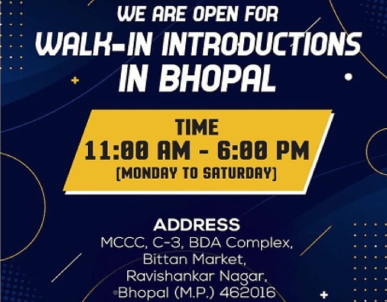 WE ARE OPEN FOR
WALK-IN INTRODUCTIONS
IN BHOPAL
TIME
11:00 AM - 6:00 PM
(MONDAY TO SATURDAY)
ADDRESS
MCCC, C-3, BDA Complex,
Bittan Market,
Ravishankar Nagar,
Bhopal (M.P.) 462016